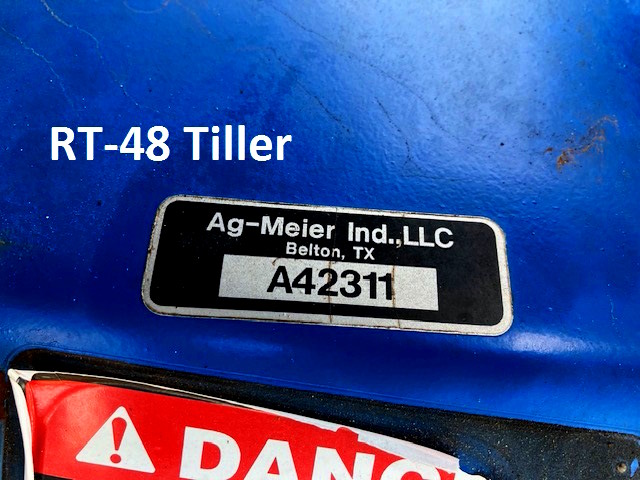 RT-48 Tiller
Ag-Meier Ind.,LLC
Belton, TX
A42311
DANG